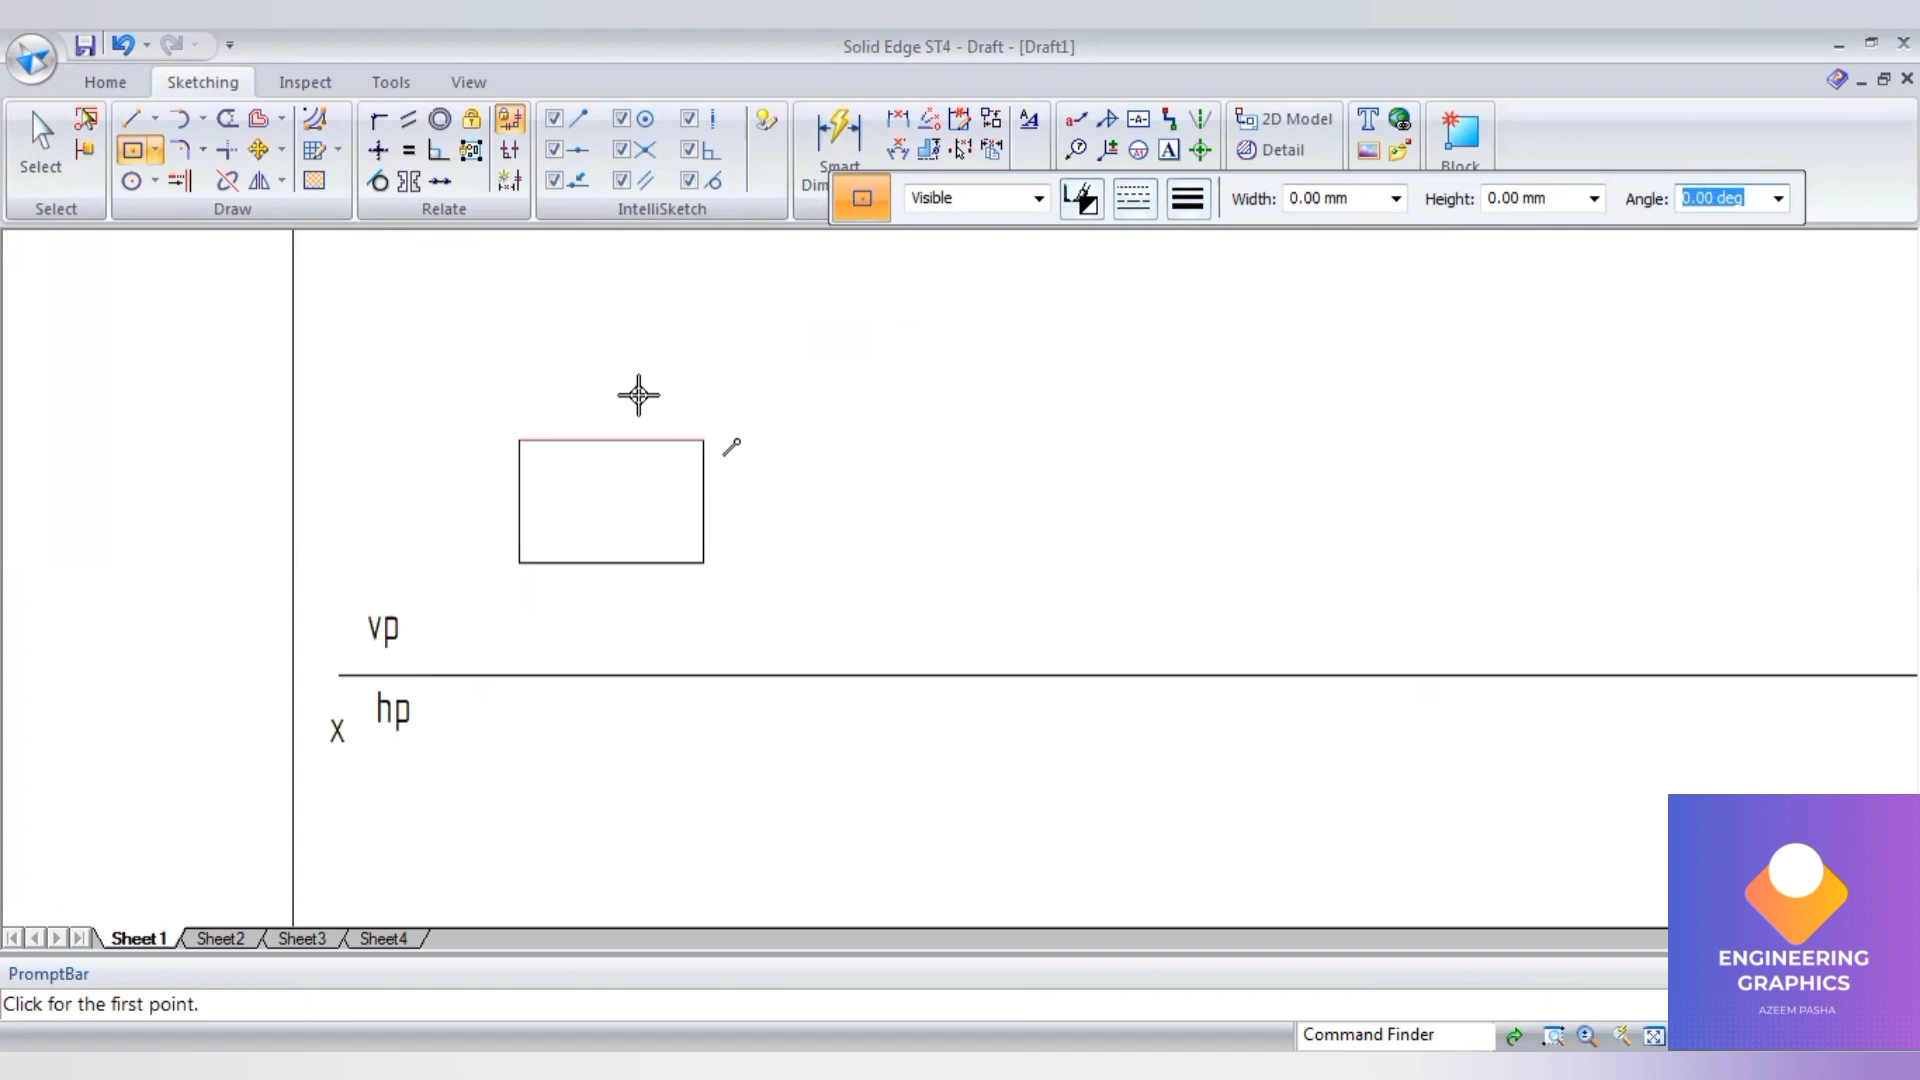 Solid Edge ST4 - Draft - [Draft1]
Home Sketching Inspect Tools View
Select
Smart
2D Model
Detail
Block
Select Draw Relate IntelliSketch
Visible Width: 0.00 mm Height: 0.00 mm Angle: 0.00 deg
vp
hp
X
Sheet1 Sheet2 Sheet3 Sheet4
PromptBar
Click for the first point.
Command Finder
ENGINEERING
GRAPHICS
AZEEM PASHA